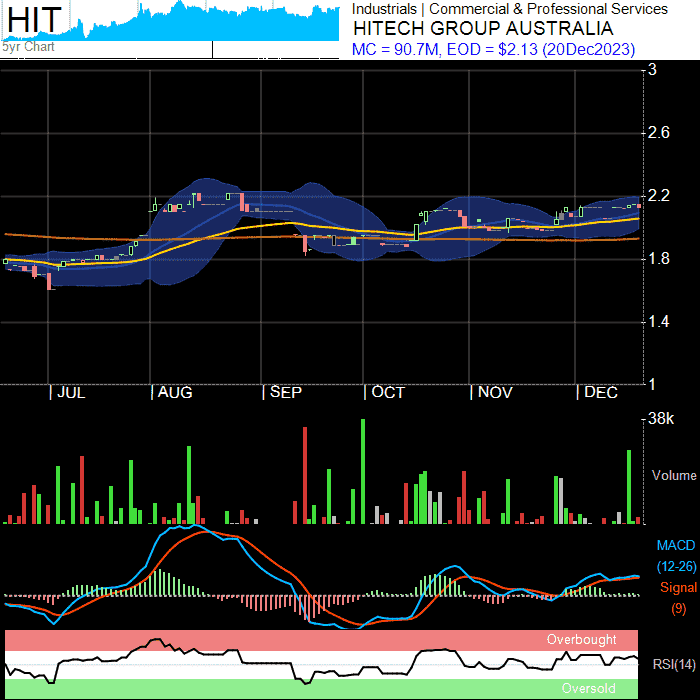 HIT
5yr Chart
Industrials | Commercial & Professional Services
HITECH GROUP AUSTRALIA
MC = 90.7M, EOD = $2.13 (20Dec2023)
3
2.6
2.2
1.8
1.4
1
JUL
AUG
SEP
OCT
NOV
DEC
38k
Volume
MACD
(12-26)
Signal
(9)
Overbought
RSI(14)
Oversold